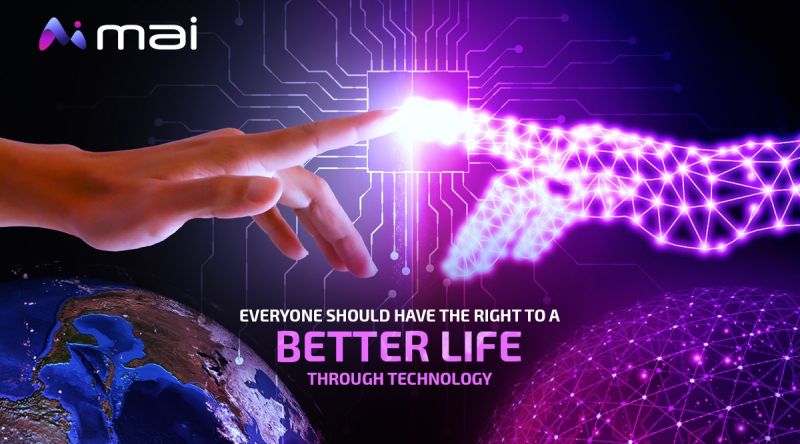 mai
EVERYONE SHOULD HAVE THE RIGHT TO A
BETTER LIFE
THROUGH TECHNOLOGY